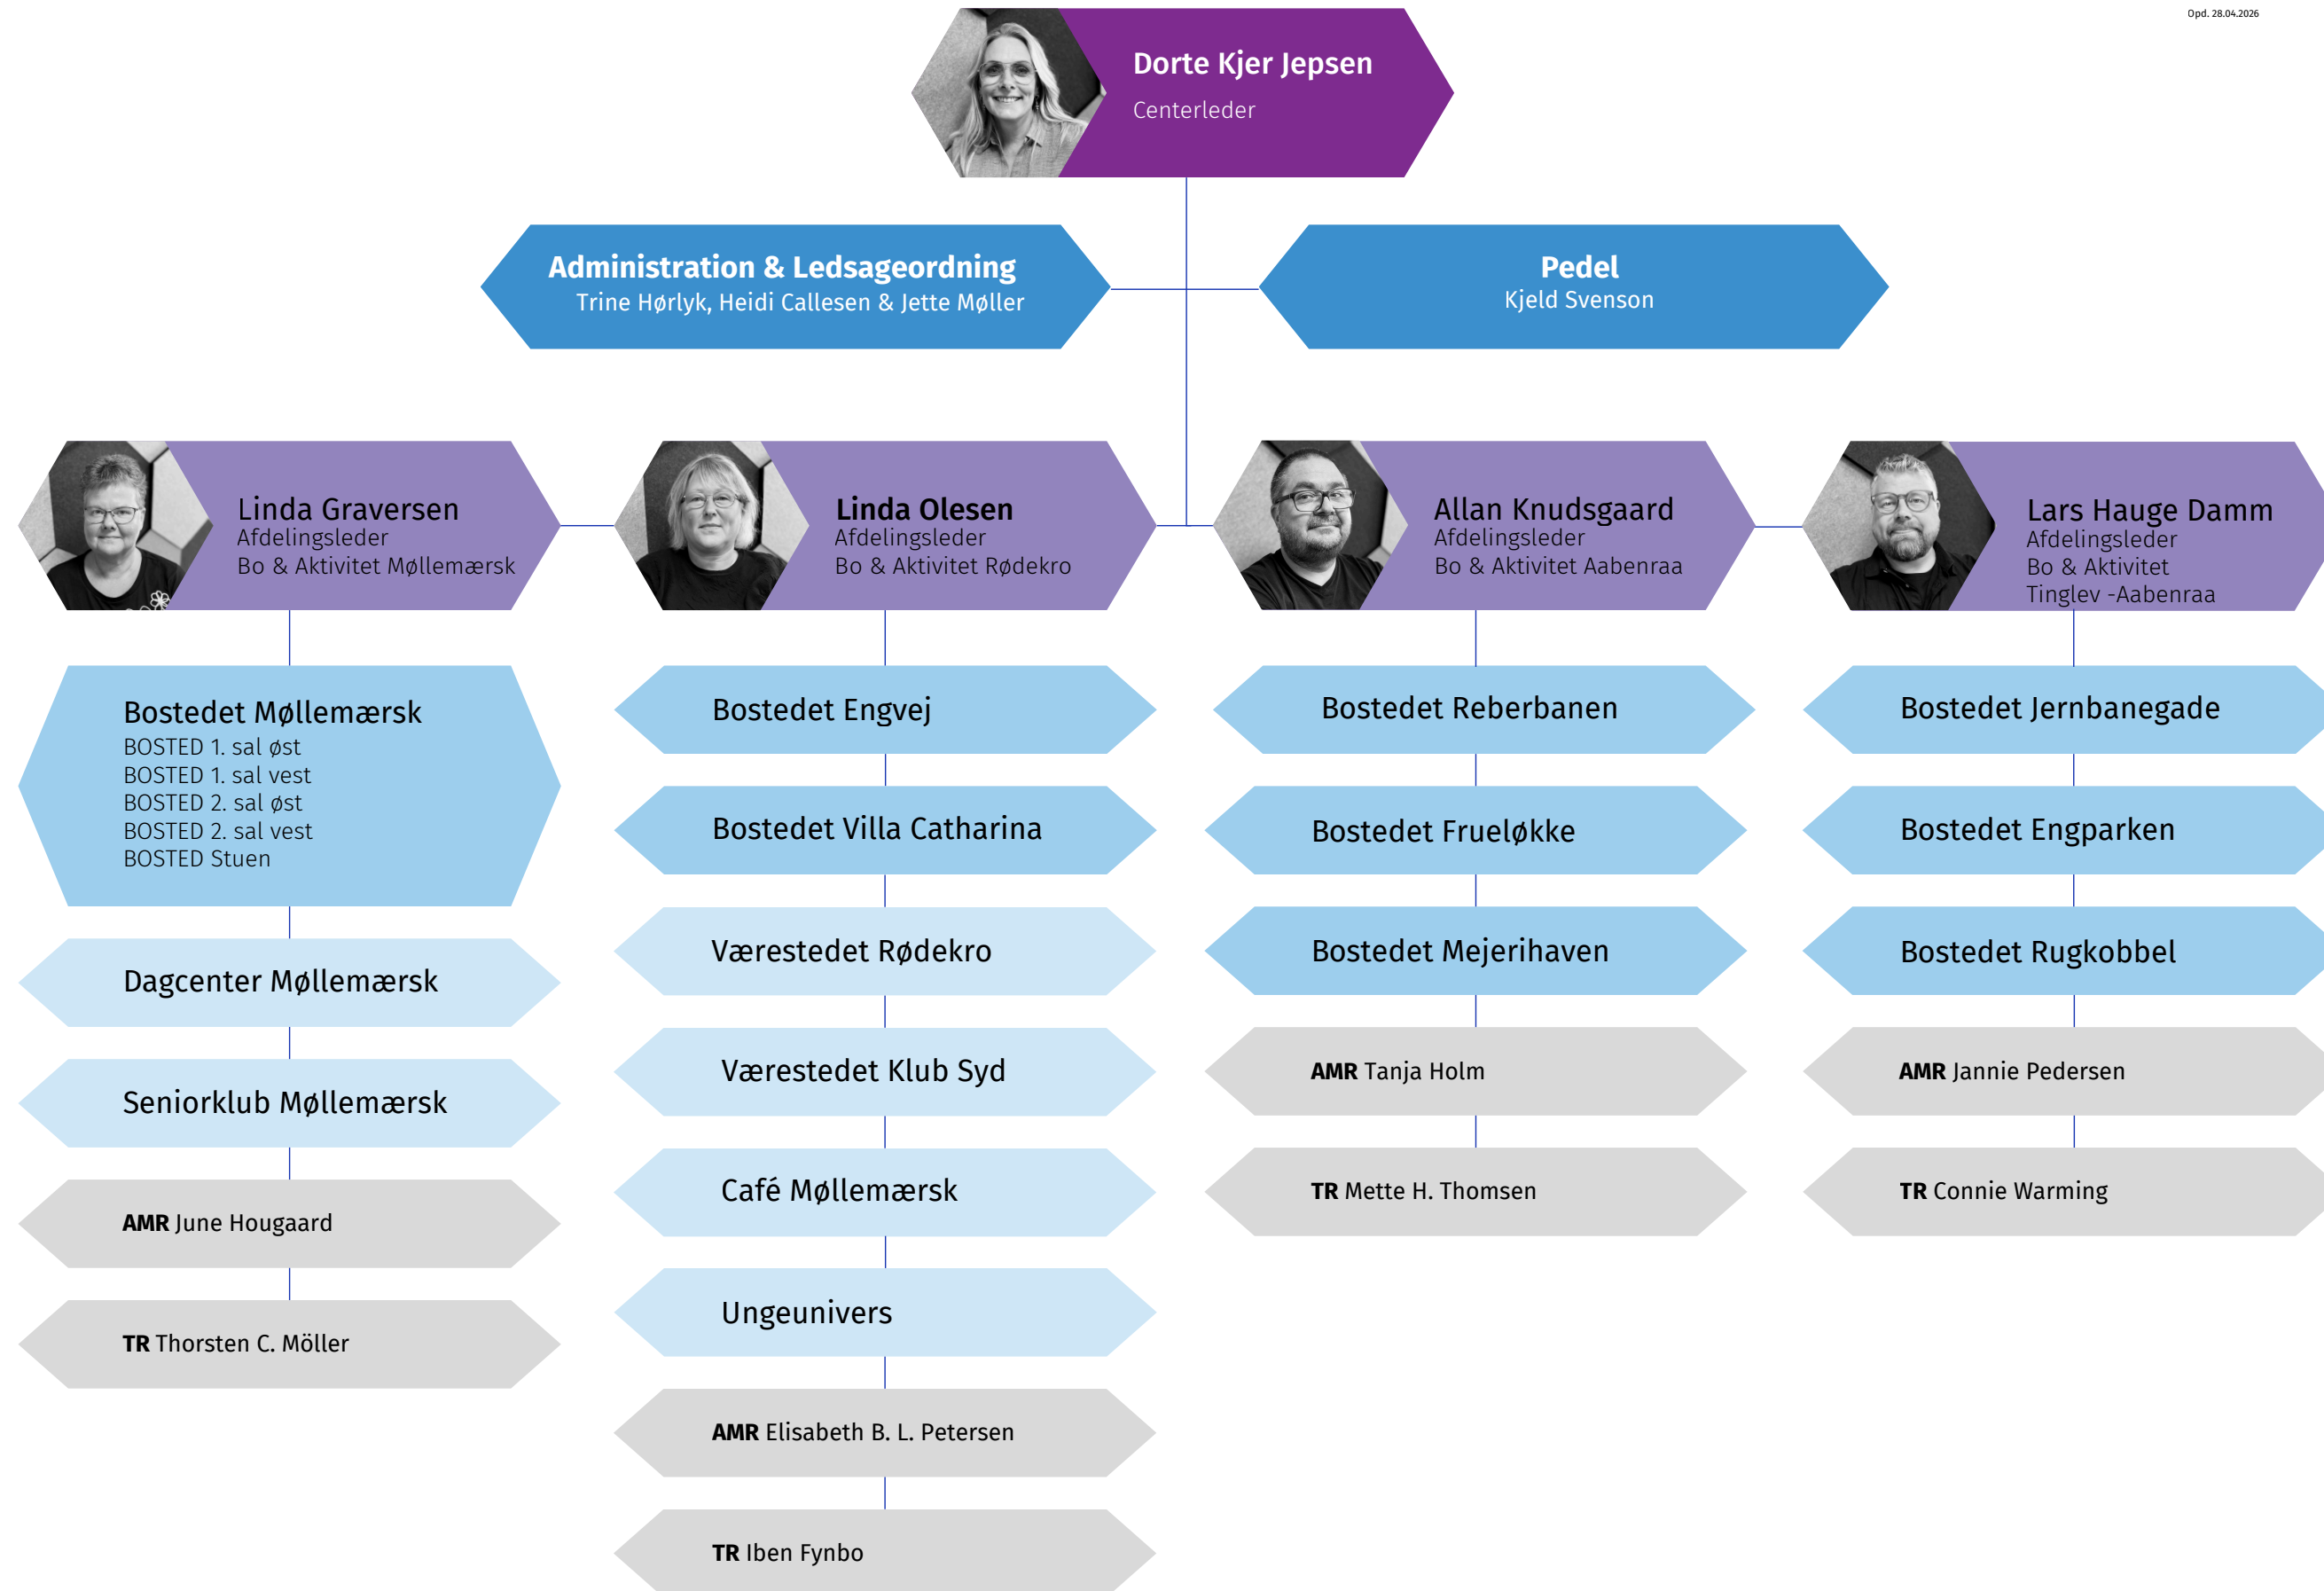 Opd. 28.04.2026
Dorte Kjer Jepsen
Centerleder
Administration & Ledsageordning
Trine Hørlyk, Heidi Callesen & Jette Møller
Pedel
Kjeld Svenson
Linda Graversen
Afdelingsleder
Bo & Aktivitet Møllemærsk
Linda Olesen
Afdelingsleder
Bo & Aktivitet Rødekro
Allan Knudsgaard
Afdelingsleder
Bo & Aktivitet Aabenraa
Lars Hauge Damm
Afdelingsleder
Bo & Aktivitet
Tinglev -Aabenraa
Bostedet Møllemærsk
BOSTED 1. sal øst
BOSTED 1. sal vest
BOSTED 2. sal øst
BOSTED 2. sal vest
BOSTED Stuen
Dagcenter Møllemærsk
Seniorklub Møllemærsk
AMR June Hougaard
TR Thorsten C. Möller
Bostedet Engvej
Bostedet Villa Catharina
Værestedet Rødekro
Værestedet Klub Syd
Café Møllemærsk
Ungeunivers
AMR Elisabeth B. L. Petersen
TR Iben Fynbo
Bostedet Reberbanen
Bostedet Frueløkke
Bostedet Mejerihaven
AMR Tanja Holm
TR Mette H. Thomsen
Bostedet Jernbanegade
Bostedet Engparken
Bostedet Rugkobbel
AMR Jannie Pedersen
TR Connie Warming